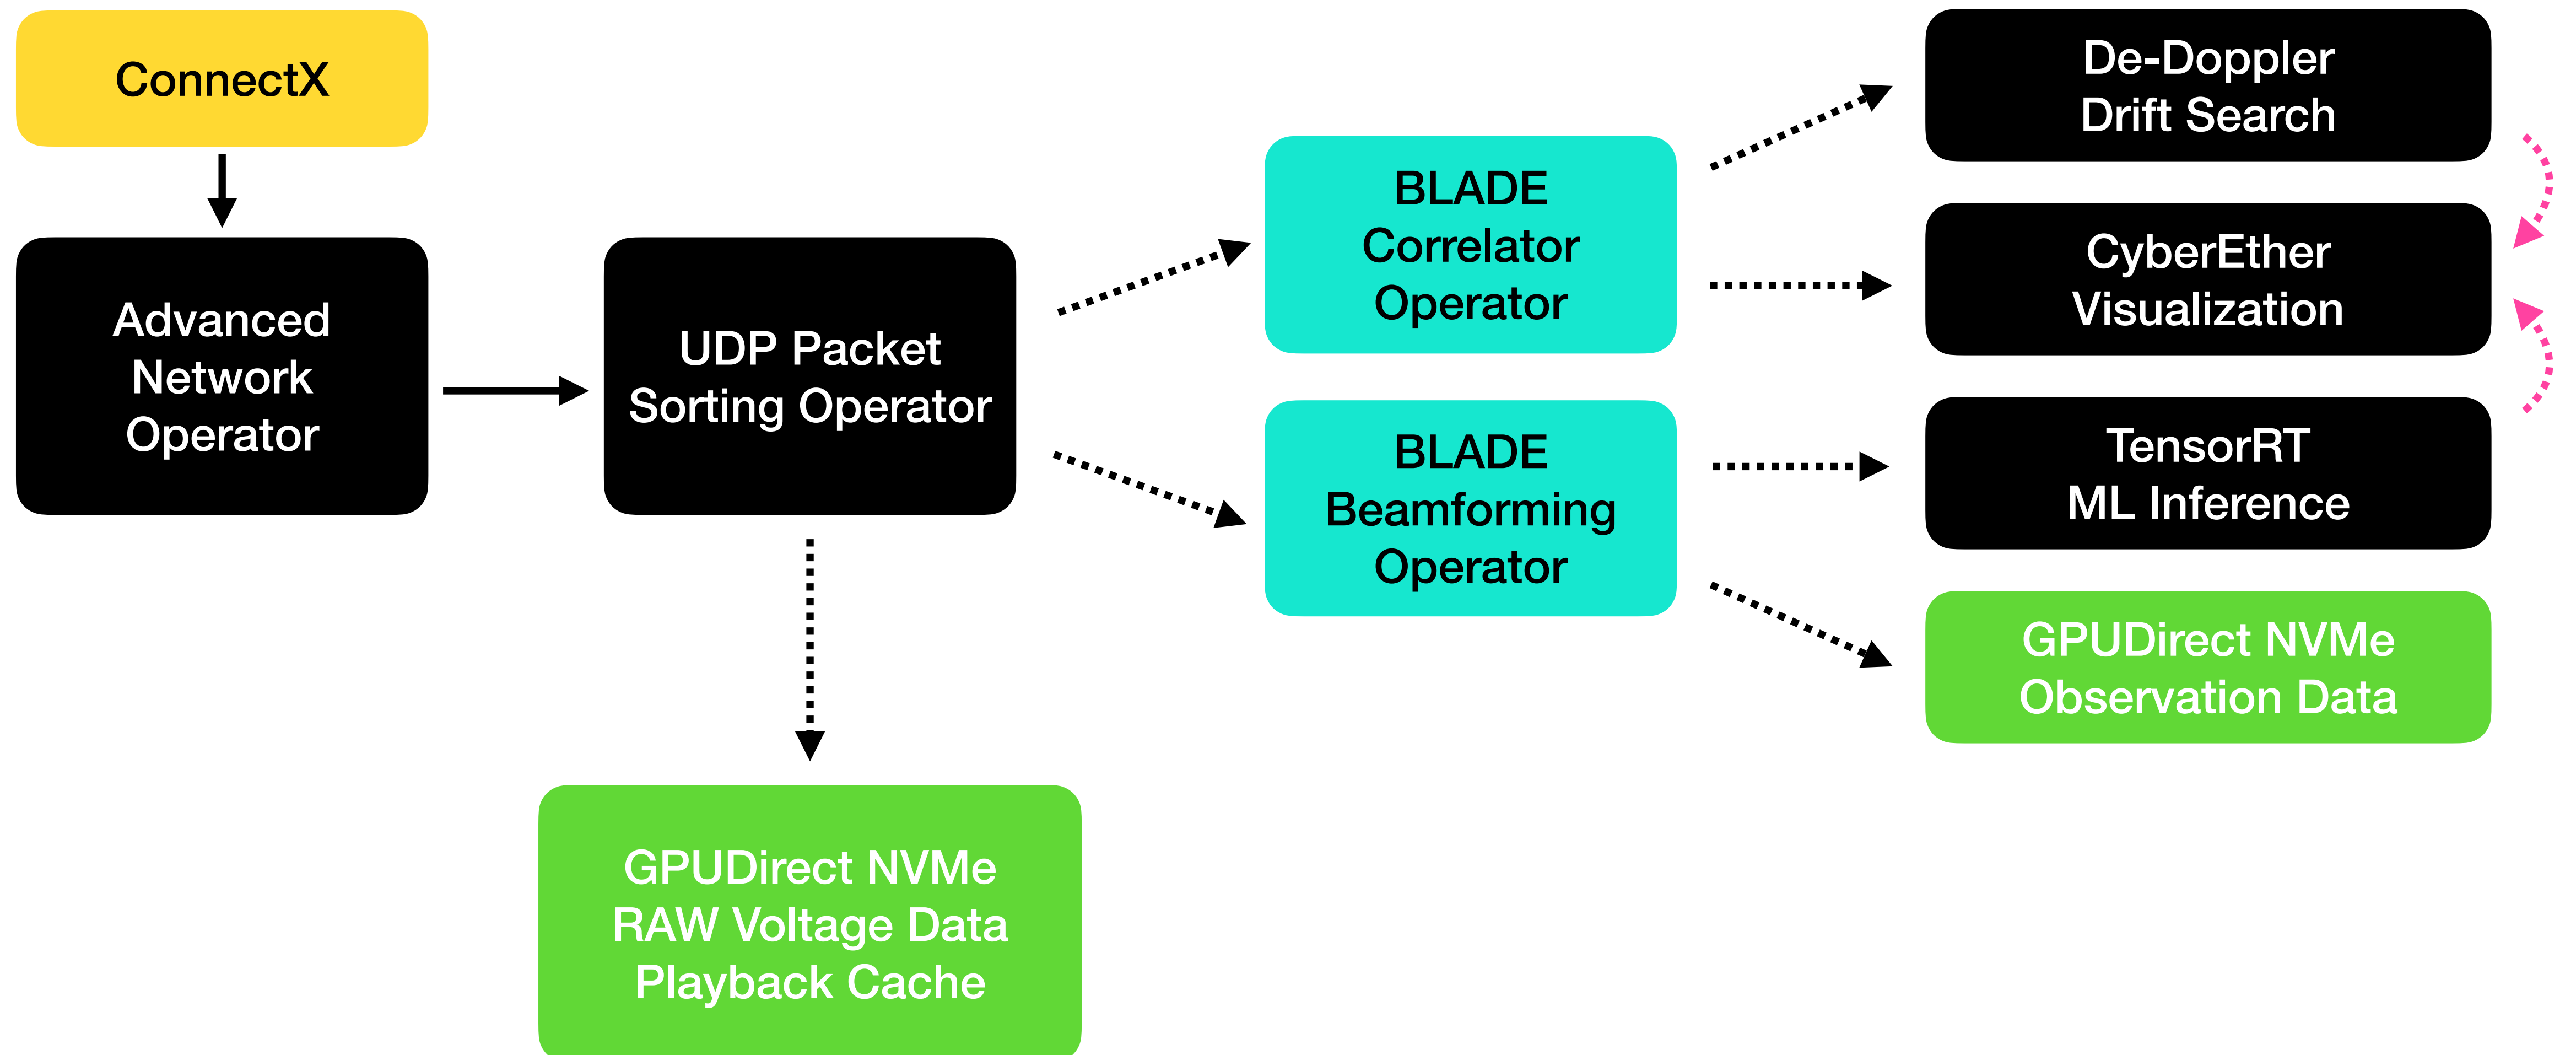 ConnectX
Advanced
Network
Operator
UDP Packet
Sorting Operator
GPUDirect NVMe
RAW Voltage Data
Playback Cache
BLADE
Correlator
Operator
BLADE
Beamforming
Operator
De-Doppler
Drift Search
CyberEther
Visualization
TensorRT
ML Inference
GPUDirect NVMe
Observation Data